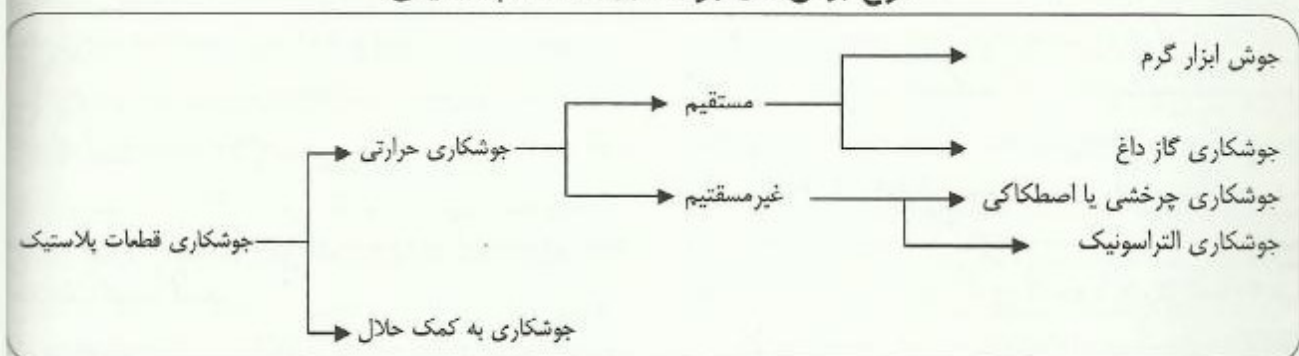 جوش ابزار گرم
مستقیم
جوشکاری حرارتی
جوشکاری گاز داغ
جوشکاری چرخشی یا اصطکاکی
غیرمسقتیم
جوشکاری التراسونیک
جوشکاری قطعات پلاستیک
جوشکاری به کمک حلال